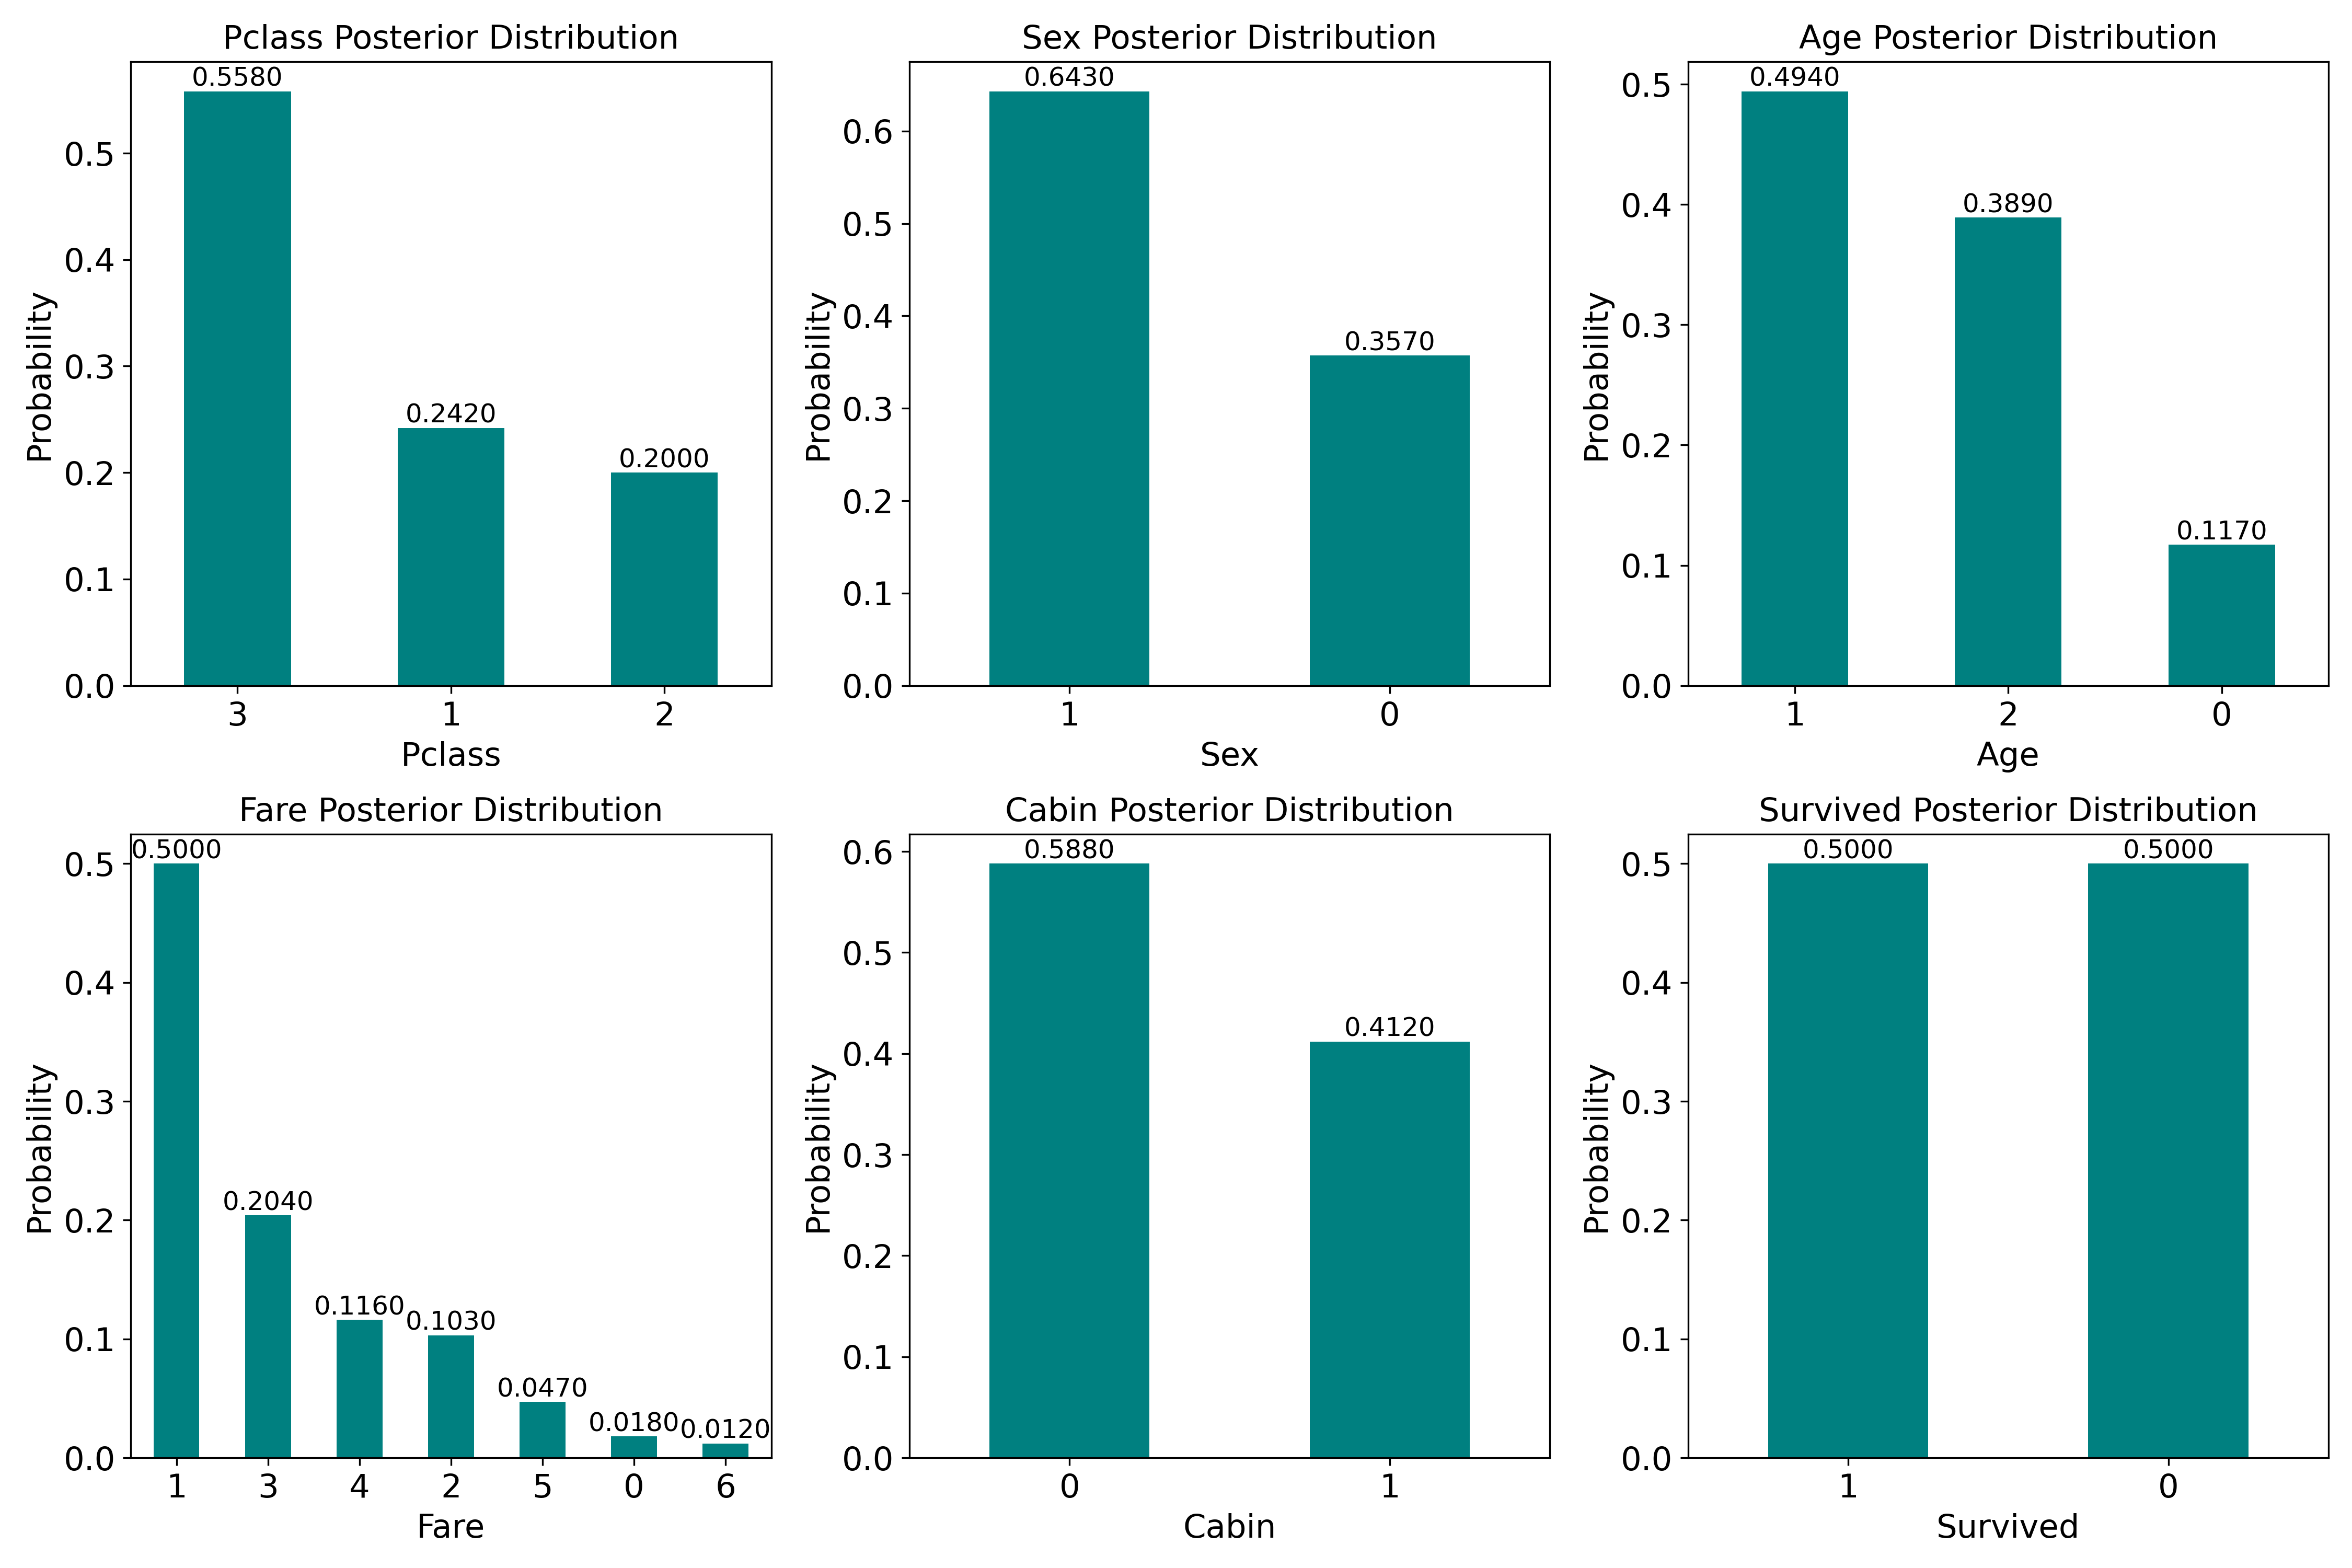 Pclass Posterior Distribution
0.5580
0.2420
0.2000
0.5
0.4
0.3
0.2
0.1
0.0
Probability
3 1 2
Pclass
Sex Posterior Distribution
0.6430
0.3570
0.6
0.5
0.4
0.3
0.2
0.1
0.0
Probability
1 0
Sex
Age Posterior Distribution
0.4940
0.3890
0.1170
0.5
0.4
0.3
0.2
0.1
0.0
Probability
1 2 0
Age
Fare Posterior Distribution
0.5000
0.2040
0.1160
0.1030
0.0470
0.0180
0.0120
0.5
0.4
0.3
0.2
0.1
0.0
Probability
1 3 4 2 5 0 6
Fare
Cabin Posterior Distribution
0.5880
0.4120
0.6
0.5
0.4
0.3
0.2
0.1
0.0
Probability
0 1
Cabin
Survived Posterior Distribution
0.5000
0.5000
0.5
0.4
0.3
0.2
0.1
0.0
Probability
1 0
Survived